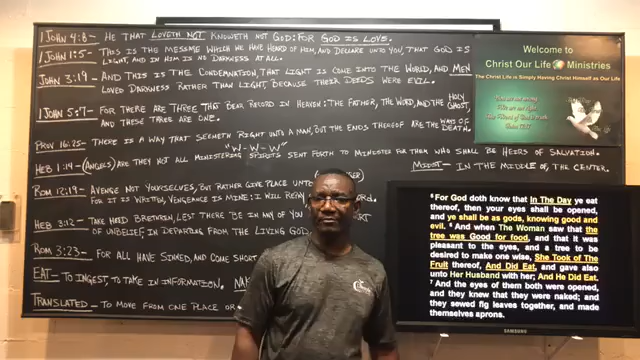 1 JOHN 4:8- HE THAT LOVETH NOT KNOWETH NOT GOD: FOR GOD IS LOVE.
1 JOHN 1:5- THIS IS THE MESSAGE WHICH WE HAVE HEARD OF HIM, AND DECLARE UNTO YOU, THAT GOD IS
LIGHT, AND IN HIM IS NO DARKNESS AT ALL.
JOHN 3:19- AND THIS IS THE CONDEMNATION, THAT LIGHT IS COME INTO THE WORLD, AND MEN
LOVED DARKNESS RATHER THAN LIGHT, BECAUSE THEIR DEEDS WERE EVIL.
1 JOHN 5:7- FOR THERE ARE THREE THAT BEAR RECORD IN HEAVEN: THE FATHER, THE WORD, AND THE HOLY GHOST,
AND THESE THREE ARE ONE.
PROV 16:25- THERE IS A WAY THAT SEEMETH RIGHT UNTO A MAN, BUT THE ENDS THEREOF ARE THE WAYS OF DEATH.
"W-W-W"
HEB 1:14- (ANGELS) ARE THEY NOT ALL MINISTERING SPIRITS SENT FORTH TO MINISTER FOR THEM WHO SHALL BE HEIRS OF SALVATION.
MIDST- IN THE MIDDLE OF THE CENTER.
ROM 12:19- AVENGE NOT YOURSELVES, BUT RATHER GIVE PLACE UNTO
FOR IT IS WRITTEN, VENGENCE IS MINE; I WILL REPAY
HEB 3:12- TAKE HEED BRETHREN, LEST THERE BE IN ANY OF YOU
OF UNBELIEF, IN DEPARTING FROM THE LIVING GOD
ROM 3:23- FOR ALL HAVE SINNED, AND COME SHORT
EAT- TO INGEST, TO TAKE IN INFORMATION.
TRANSLATED- TO MOVE FROM ONE PLACE OR
Welcome to
Christ Our Life Ministries
The Christ Life is Simply Having Christ Himself as Our Life
⁵For God doth know that In The Day ye eat
thereof, then your eyes shall be opened,
and ye shall be as gods, knowing good and
evil. ⁶ And when The Woman saw that the
tree was Good for food, and that it was
pleasant to the eyes, and a tree to be
desired to make one wise, She Took of The
Fruit thereof, And Did Eat, and gave also
unto Her Husband with her; And He Did Eat.
⁷ And the eyes of them both were opened,
and they knew that they were naked; and
they sewed fig leaves together, and made
themselves aprons.
SAMSUNG